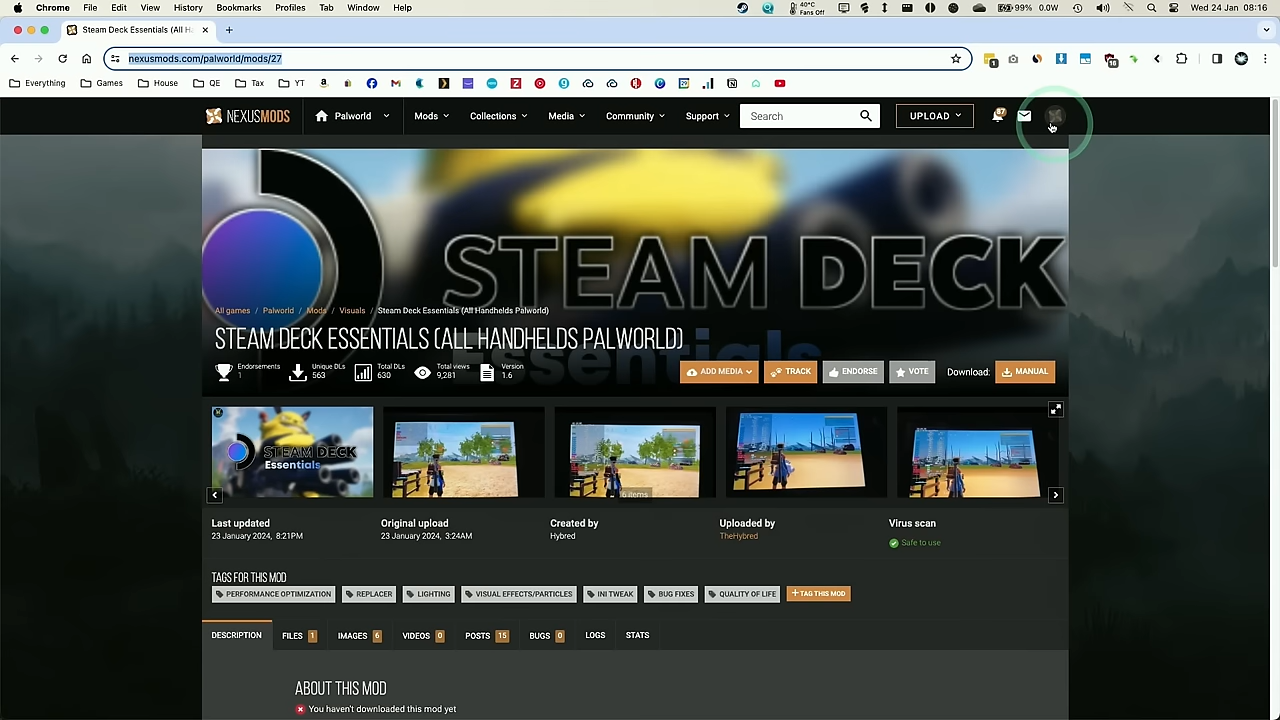 Chrome File Edit View History Bookmarks Profiles Tab Window Help
40°C Fans Off 99% 0.0W Wed 24 Jan 08:16
Steam Deck Essentials (All Ha
nexusmods.com/palworld/mods/27
Everything Games House QE Tax YT
NEXUSMODS Palworld Mods Collections Media Community Support Search UPLOAD
STEAM DECK
All games / Palworld / Mods / Visuals / Steam Deck Essentials (All Handhelds Palworld)
STEAM DECK ESSENTIALS (ALL HANDHELDS PALWORLD)
Essentials
Endorsements Unique DLs Total DLs Total views Version
1 563 630 9,281 1.6
ADD MEDIA TRACK ENDORSE VOTE Download: MANUAL
STEAM DECK
Essentials
6 items
Last updated Original upload Created by Uploaded by Virus scan
23 January 2024, 8:21PM 23 January 2024, 3:24AM Hybred TheHybred Safe to use
TAGS FOR THIS MOD
PERFORMANCE OPTIMIZATION REPLACER LIGHTING VISUAL EFFECTS/PARTICLES INI TWEAK BUG FIXES QUALITY OF LIFE +TAG THIS MOD
DESCRIPTION FILES 1 IMAGES 6 VIDEOS 0 POSTS 15 BUGS 0 LOGS STATS
ABOUT THIS MOD
You haven't downloaded this mod yet